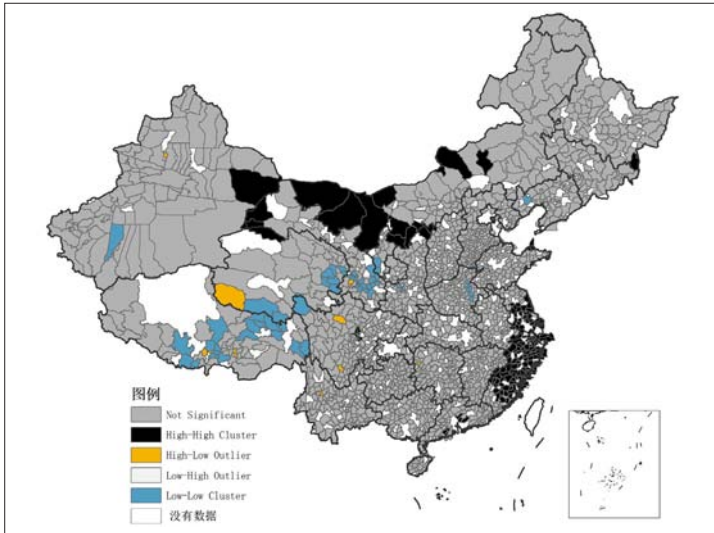 图例
Not Significant
High-High Cluster
High-Low Outlier
Low-High Outlier
Low-Low Cluster
没有数据